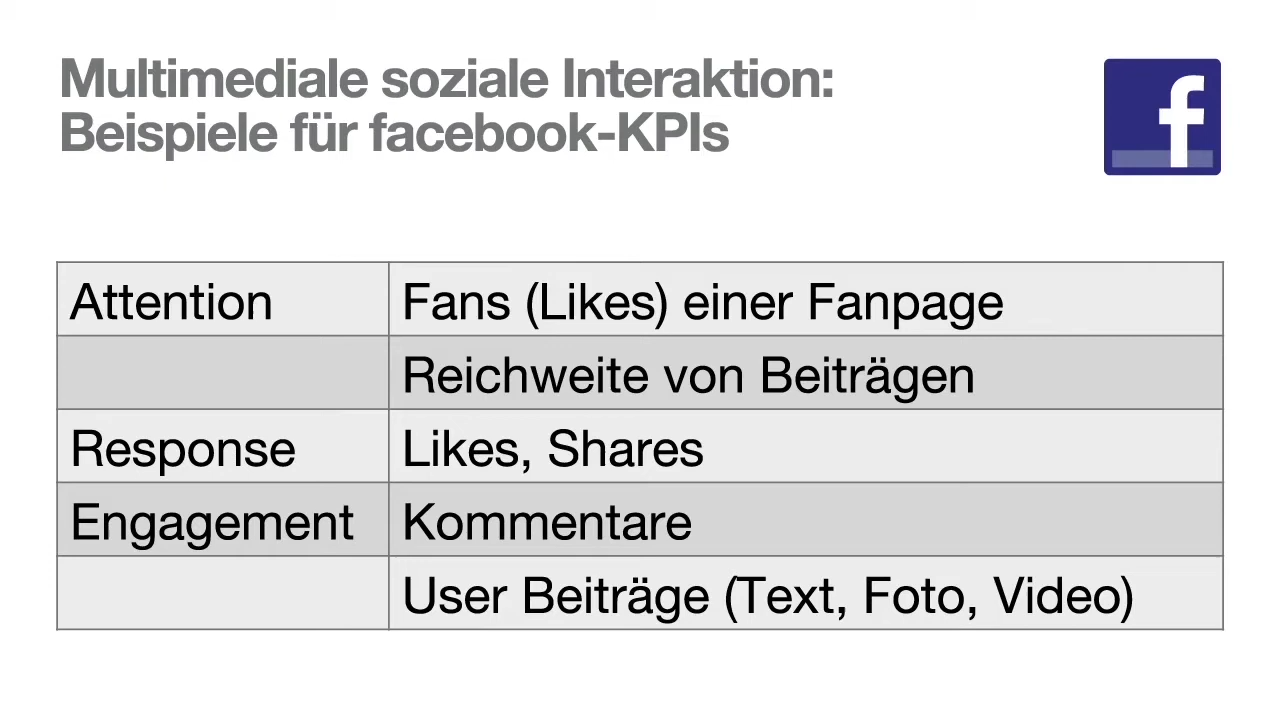 Multimediale soziale Interaktion:
Beispiele für facebook-KPIs
f
Attention Fans (Likes) einer Fanpage
Reichweite von Beiträgen
Response Likes, Shares
Engagement Kommentare
User Beiträge (Text, Foto, Video)